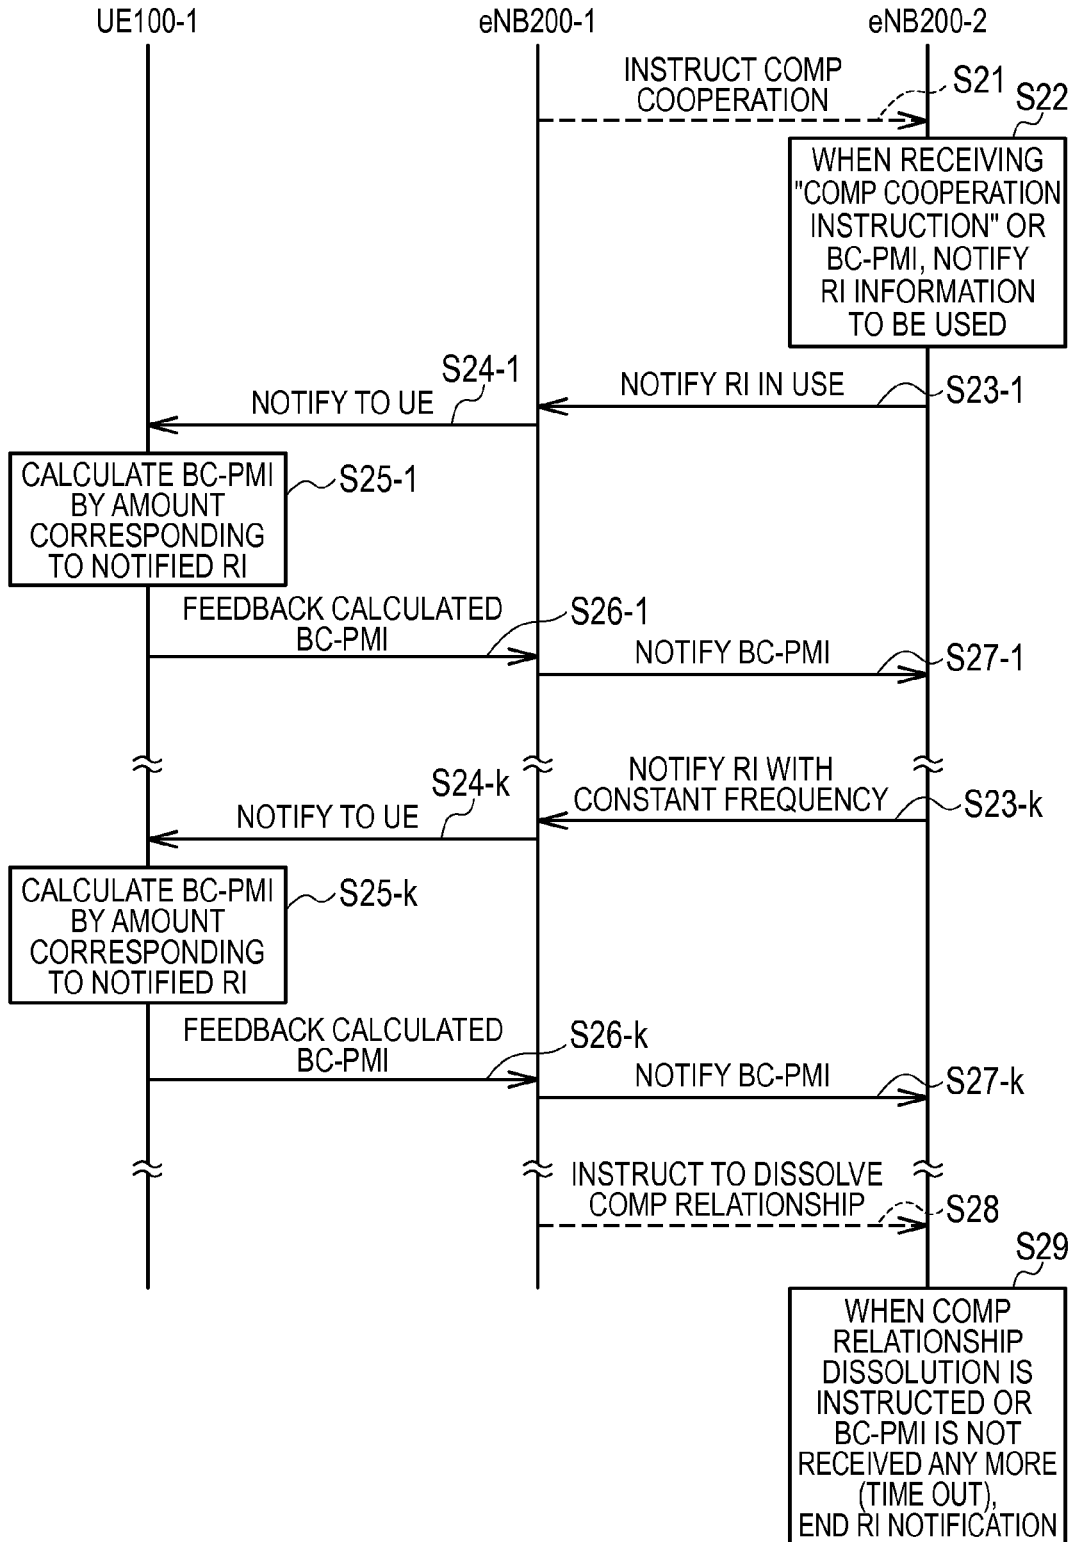 UE100-1
eNB200-1
eNB200-2
INSTRUCT COMP
COOPERATION
S21
S22
WHEN RECEIVING
"COMP COOPERATION
INSTRUCTION" OR
BC-PMI, NOTIFY
RI INFORMATION
TO BE USED
S24-1
NOTIFY TO UE
NOTIFY RI IN USE
S23-1
CALCULATE BC-PMI
BY AMOUNT
CORRESPONDING
TO NOTIFIED RI
S25-1
FEEDBACK CALCULATED
BC-PMI
S26-1
NOTIFY BC-PMI
S27-1
S24-k
NOTIFY TO UE
NOTIFY RI WITH
CONSTANT FREQUENCY
S23-k
CALCULATE BC-PMI
BY AMOUNT
CORRESPONDING
TO NOTIFIED RI
S25-k
FEEDBACK CALCULATED
BC-PMI
S26-k
NOTIFY BC-PMI
S27-k
INSTRUCT TO DISSOLVE
COMP RELATIONSHIP
S28
S29
WHEN COMP
RELATIONSHIP
DISSOLUTION IS
INSTRUCTED OR
BC-PMI IS NOT
RECEIVED ANY MORE
(TIME OUT),
END RI NOTIFICATION